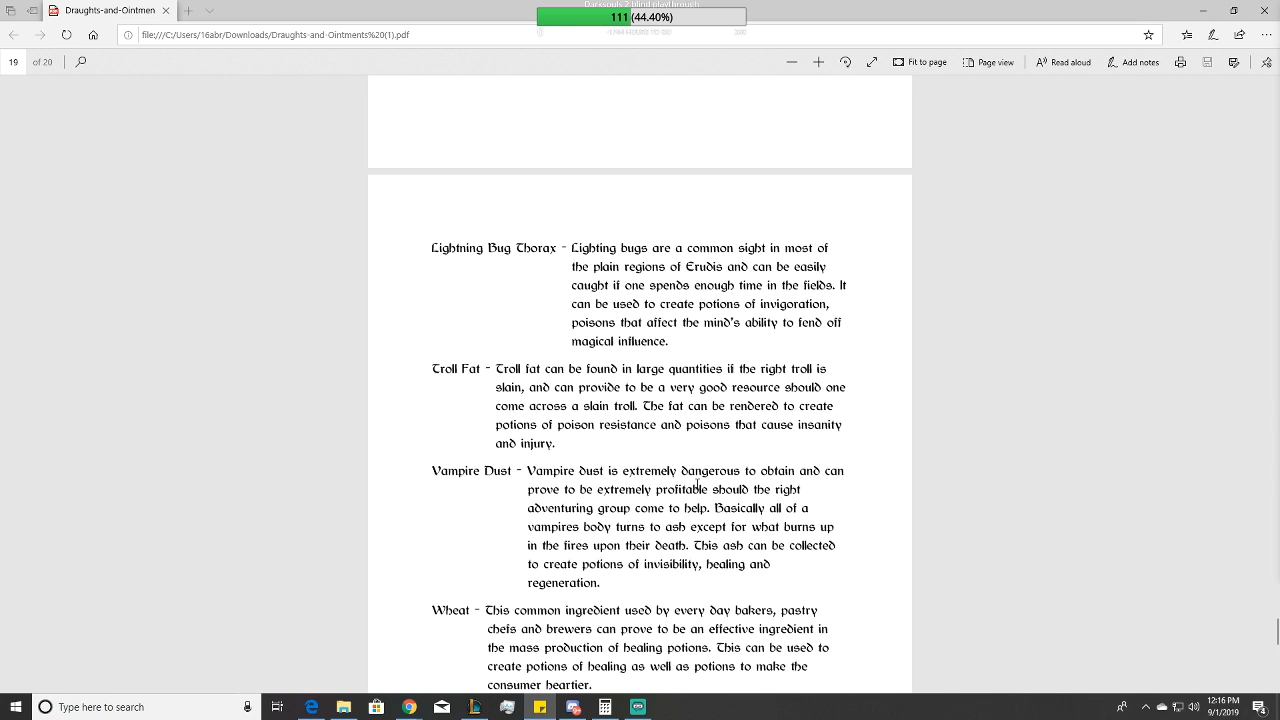 Darksouls 2 blind playthrough
Draughts-and-Ointmen
111 (44.40%)
file:///C:/Users/16abr/Downloads/Draughts-and-Ointments%20(1).pdf
19 of 20
Fit to page
Page view
Read aloud
Add notes
Lightning Bug Thorax - Lighting bugs are a common sight in most of
the plain regions of Erudis and can be easily
caught if one spends enough time in the fields. It
can be used to create potions of invigoration,
poisons that affect the mind's ability to fend off
magical influence.
Troll Fat - Troll fat can be found in large quantities if the right troll is
slain, and can provide to be a very good resource should one
come across a slain troll. The fat can be rendered to create
potions of poison resistance and poisons that cause insanity
and injury.
Vampire Dust - Vampire dust is extremely dangerous to obtain and can
prove to be extremely profitable should the right
adventuring group come to help. Basically all of a
vampires body turns to ash except for what burns up
in the fires upon their death. This ash can be collected
to create potions of invisibility, healing and
regeneration.
Wheat - This common ingredient used by every day bakers, pastry
chefs and brewers can prove to be an effective ingredient in
the mass production of healing potions. This can be used to
create potions of healing as well as potions to make the
consumer heartier.
Type here to search
12:16 PM
9/1/2019